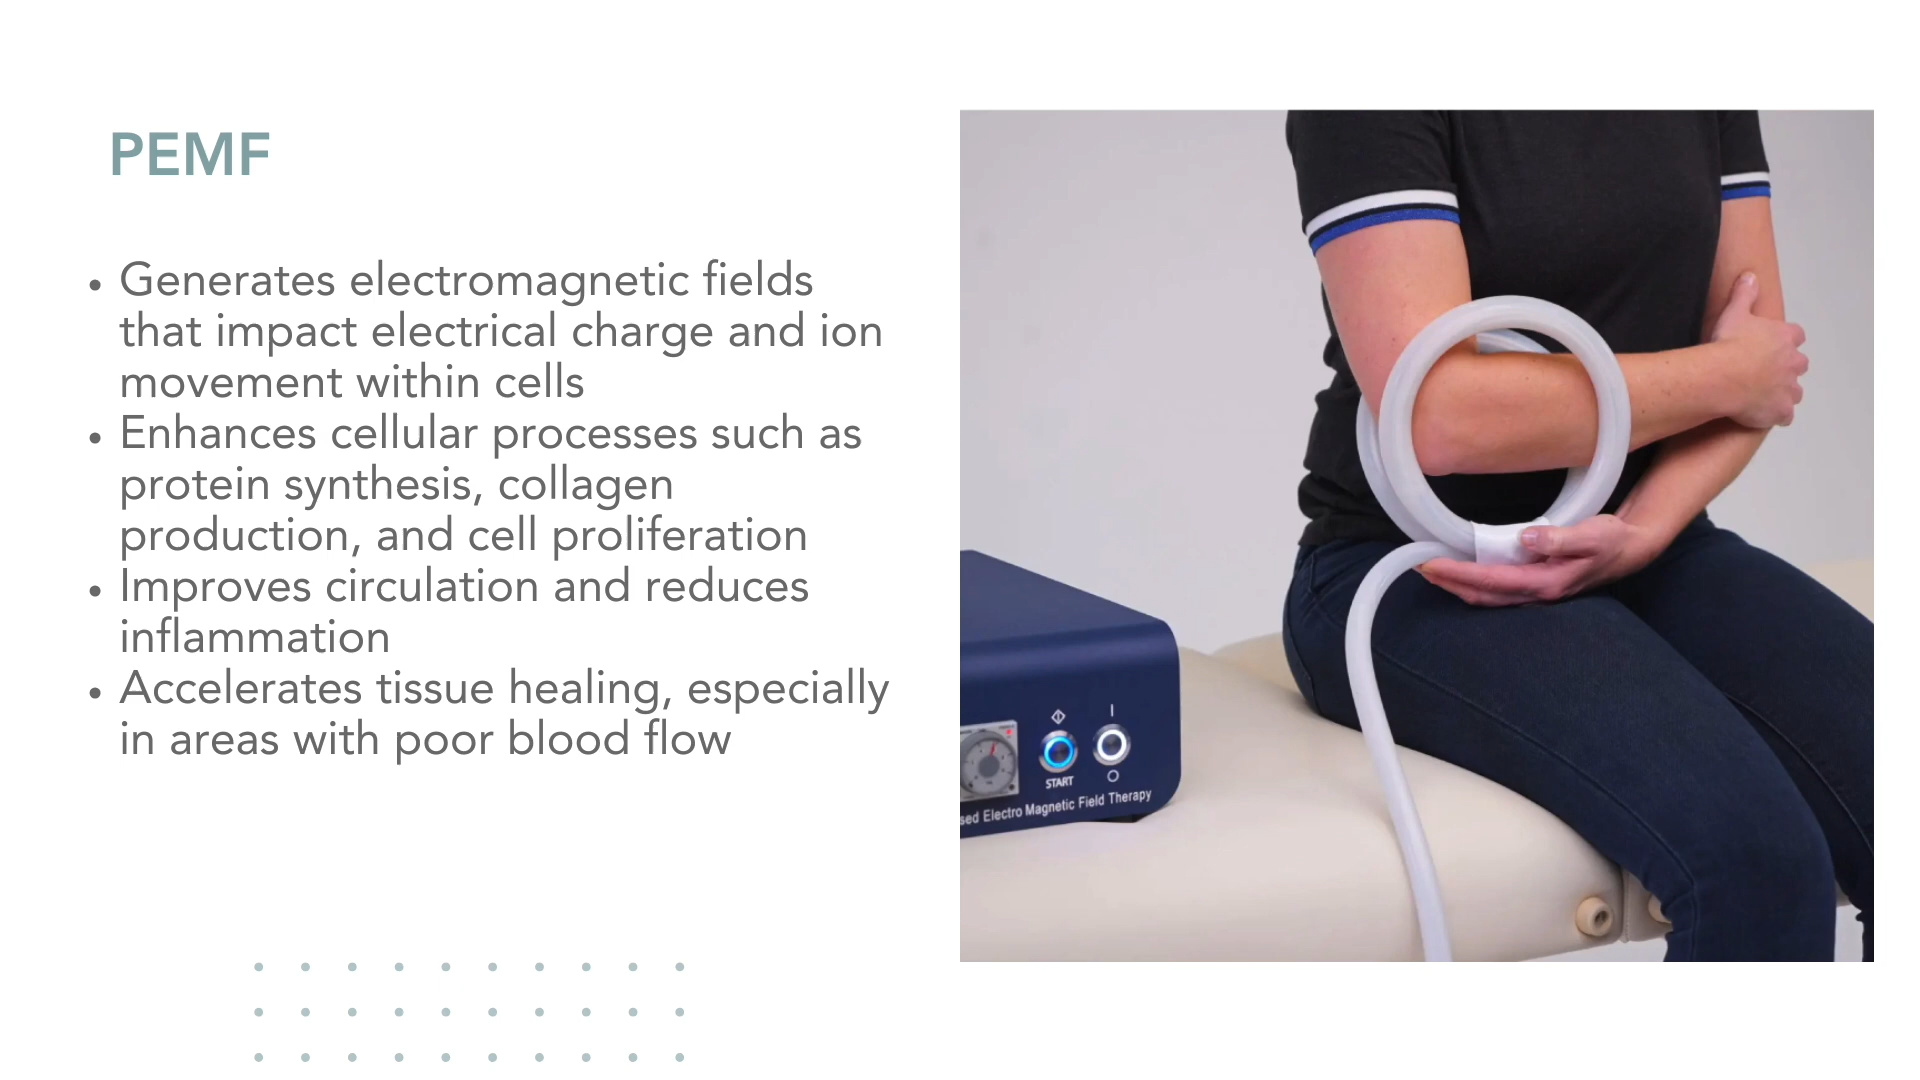 PEMF
• Generates electromagnetic fields
that impact electrical charge and ion
movement within cells
• Enhances cellular processes such as
protein synthesis, collagen
production, and cell proliferation
• Improves circulation and reduces
inflammation
• Accelerates tissue healing, especially
in areas with poor blood flow
START
sed Electro Magnetic Field Therapy